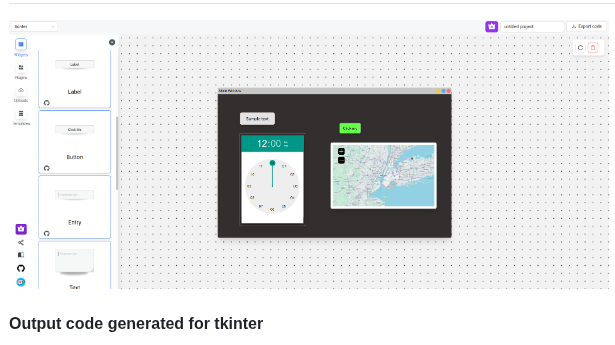 tkinter
untitled project
Export code
Widgets
Label
Label
Plugins
Uploads
Templates
Click Me
Button
Entry
Text
Main Window
Sample text
Click me
12:00
Output code generated for tkinter